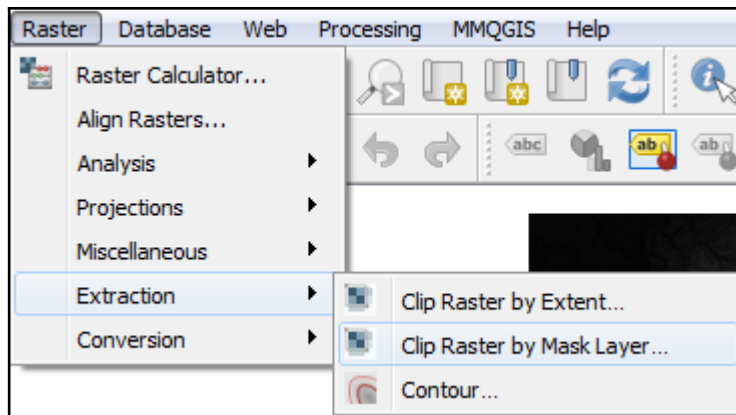 Raster Database Web Processing MMQGIS Help
Raster Calculator...
Align Rasters...
abc ab ab
Analysis
Projections
Miscellaneous
Extraction
Clip Raster by Extent...
Conversion
Clip Raster by Mask Layer...
Contour...